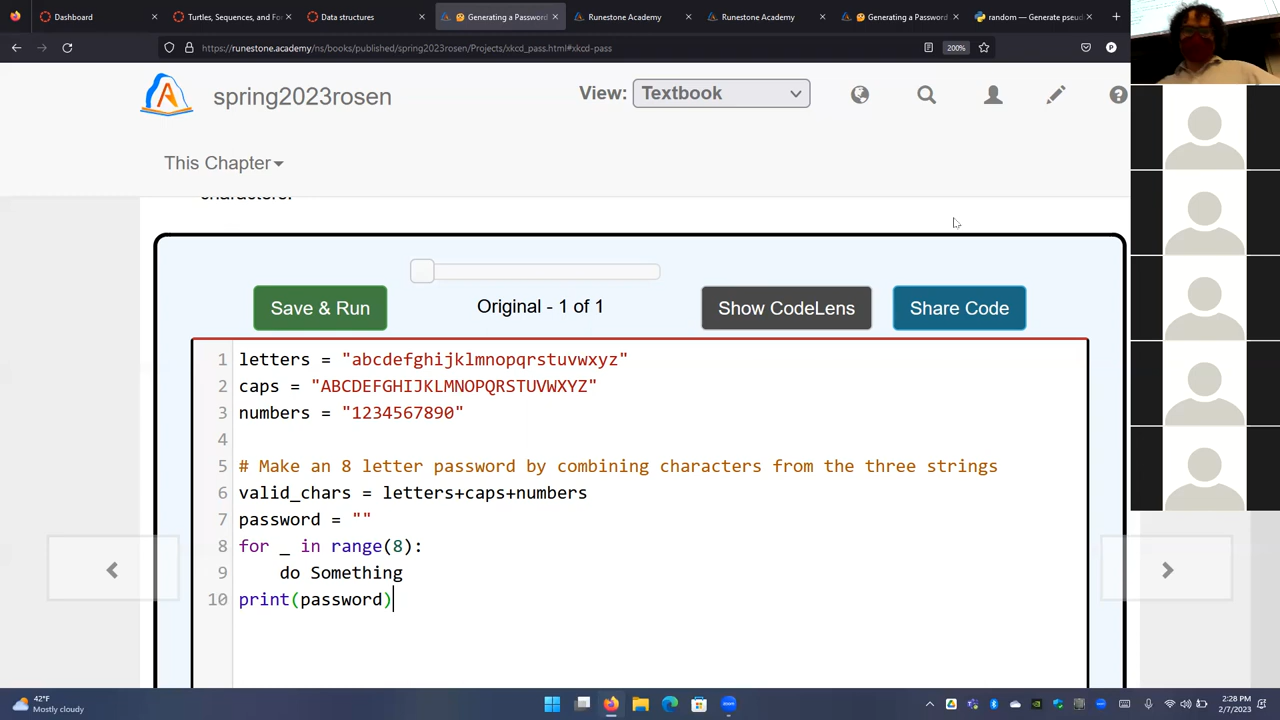 Dashboard
Turtles, Sequences, and For
Data structures
Generating a Password
Runestone Academy
Runestone Academy
Generating a Password
random — Generate pseud
https://runestone.academy/ns/books/published/spring2023rosen/Projects/xkcd_pass.html#xkcd-pass
200%
spring2023rosen
View: Textbook
This Chapter
characters.
Save & Run
Original - 1 of 1
Show CodeLens
Share Code
1 letters = "abcdefghijklmnopqrstuvwxyz"
2 caps = "ABCDEFGHIJKLMNOPQRSTUVWXYZ"
3 numbers = "1234567890"
4
5 # Make an 8 letter password by combining characters from the three strings
6 valid_chars = letters+caps+numbers
7 password = ""
8 for _ in range(8):
9 do Something
10 print(password)
42°F
Mostly cloudy
2:28 PM
2/7/2023